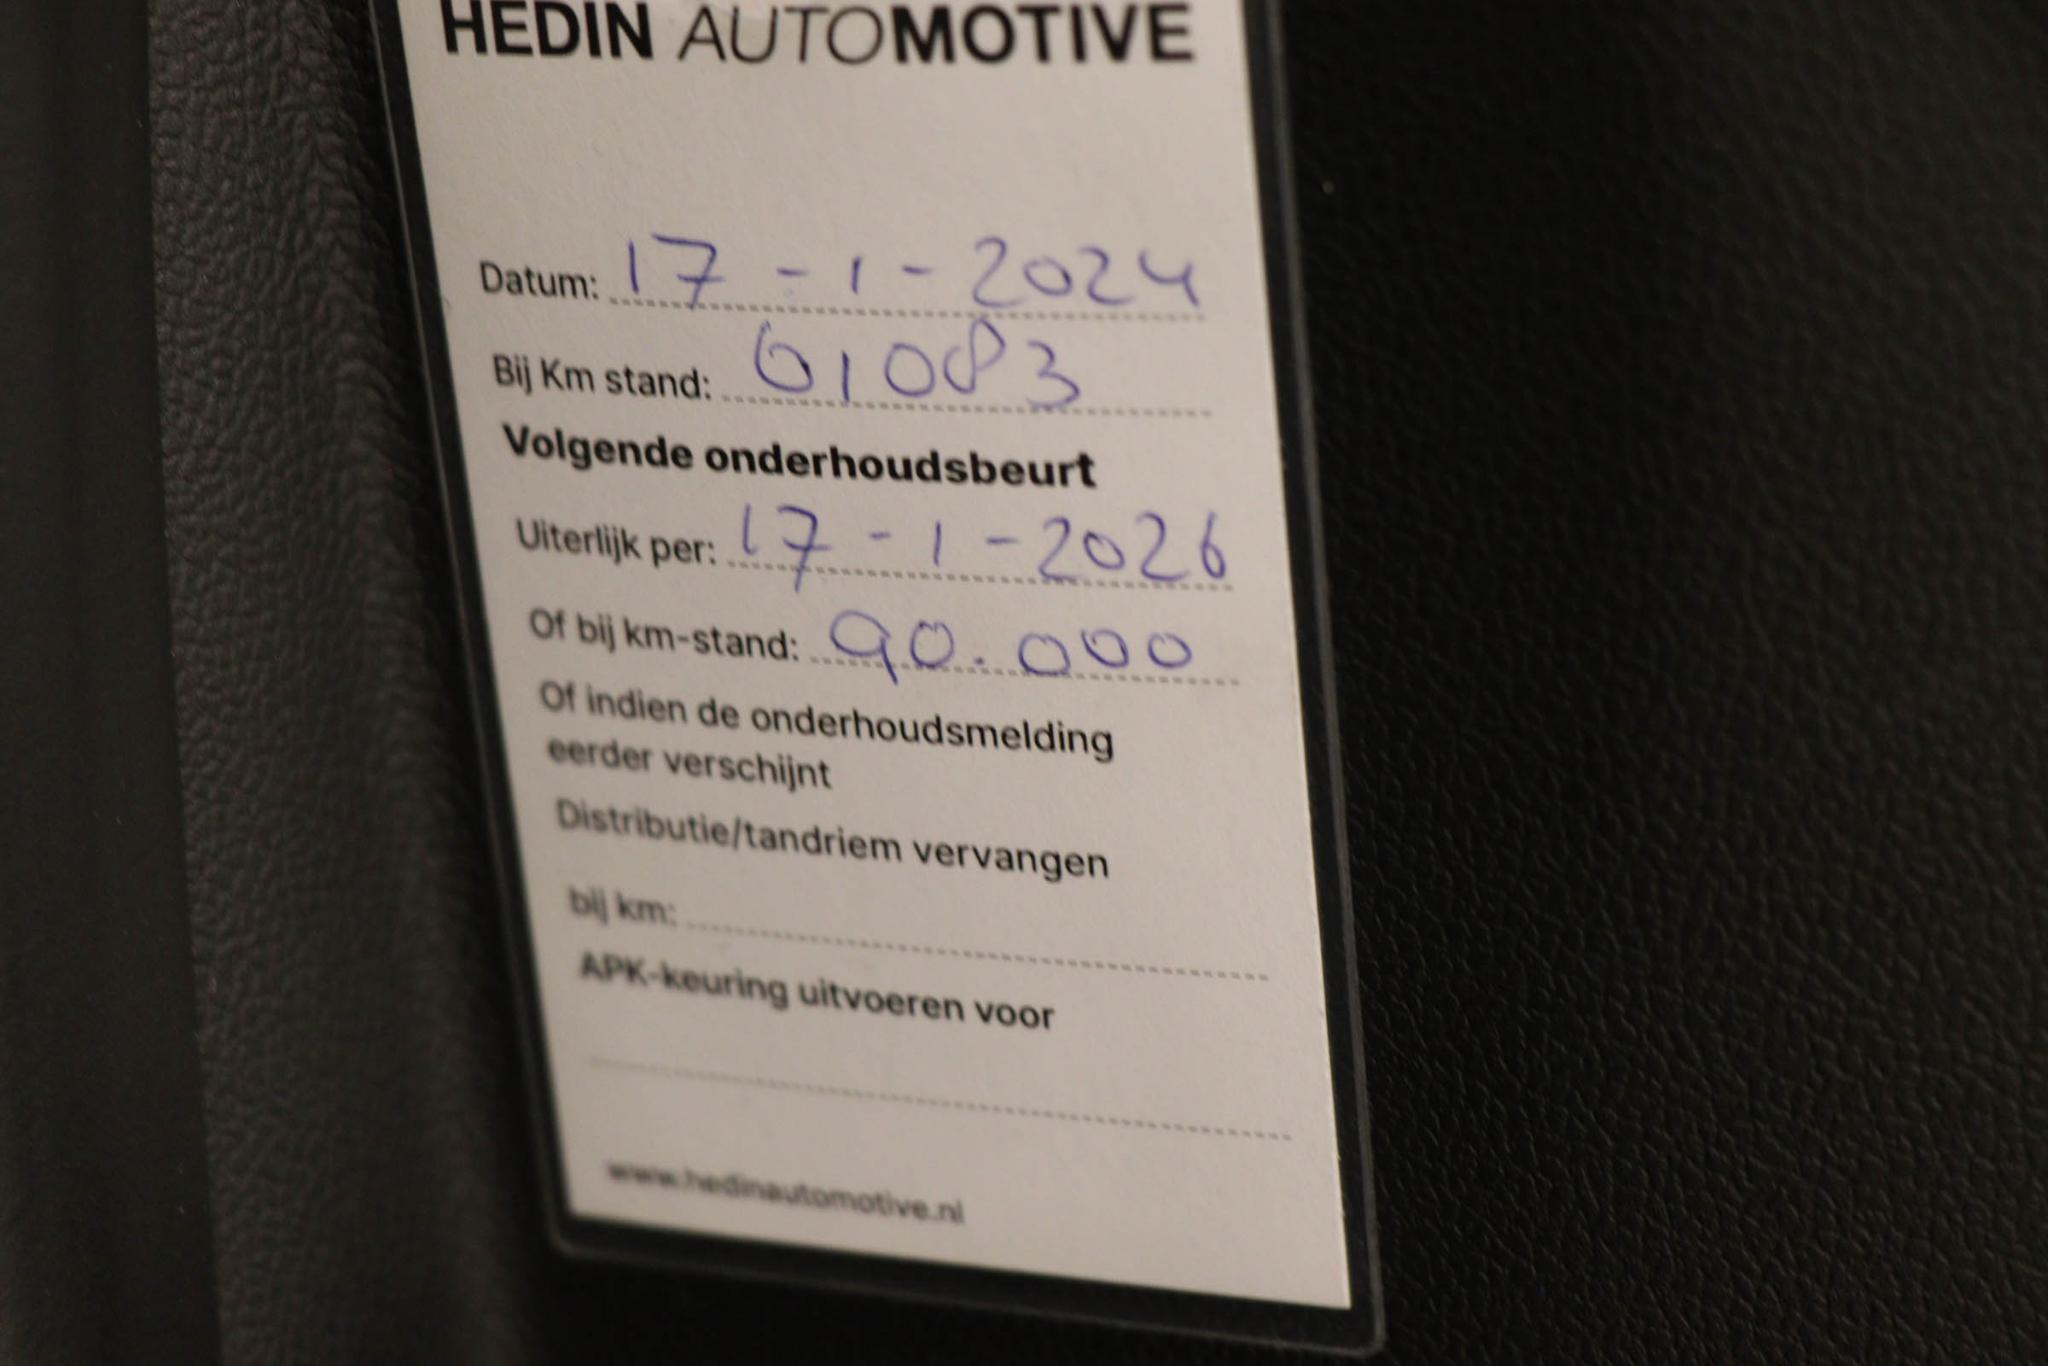 HEDIN AUTOMOTIVE
Datum: 17-1-2024
Bij Km stand: 61083
Volgende onderhoudsbeurt
Uiterlijk per: 17-1-2026
Of bij km-stand: 90.000
Of indien de onderhoudsmelding
eerder verschijnt
Distributie/tandriem vervangen
bij km:
APK-keuring uitvoeren voor
www.hedinautomotive.nl